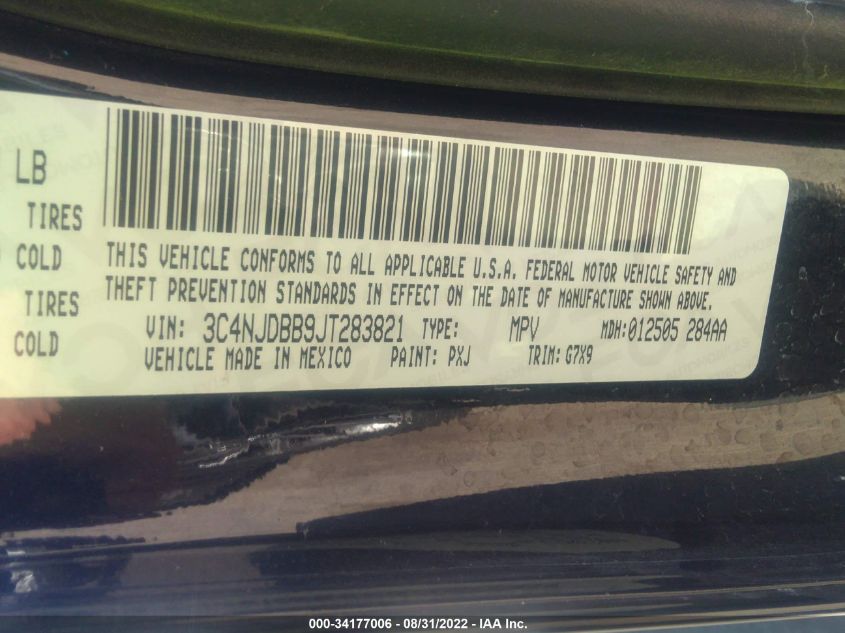 LB
TIRES
COLD
TIRES
COLD
THIS VEHICLE CONFORMS TO ALL APPLICABLE U.S.A. FEDERAL MOTOR VEHICLE SAFETY AND
THEFT PREVENTION STANDARDS IN EFFECT ON THE DATE OF MANUFACTURE SHOWN ABOVE.
VIN: 3C4NJDBB9JT283821 TYPE: MPV MDH:012505 284AA
VEHICLE MADE IN MEXICO PAINT: PXJ TRIM: G7X9
000-34177006 - 08/31/2022 - IAA Inc.